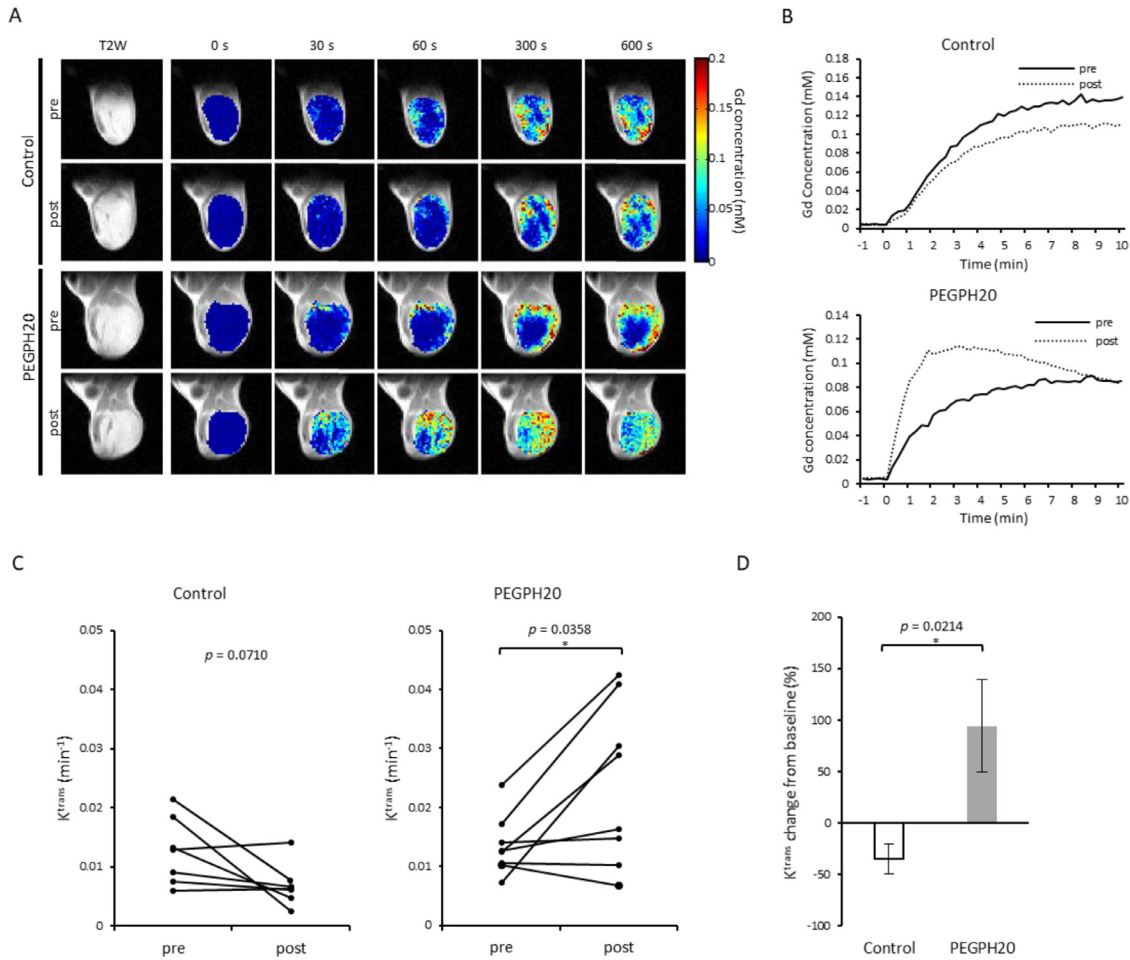 A
T2W 0 s 30 s 60 s 300 s 600 s
Control
pre
post
PEGPH20
pre
post
0.2
0.15
0.1
0.05
0
Gd concentration (mM)
B
Control
pre
post
0.18
0.16
0.14
0.12
0.1
0.08
0.06
0.04
0.02
0
Gd Concentration (mM)
-1 0 1 2 3 4 5 6 7 8 9 10
Time (min)
PEGPH20
pre
post
0.14
0.12
0.1
0.08
0.06
0.04
0.02
0
Gd concentration (mM)
-1 0 1 2 3 4 5 6 7 8 9 10
Time (min)
C
Control
p = 0.0710
0.05
0.04
0.03
0.02
0.01
0
Ktrans (min-1)
pre post
PEGPH20
p = 0.0358
*
0.05
0.04
0.03
0.02
0.01
0
Ktrans (min-1)
pre post
D
p = 0.0214
*
200
150
100
50
0
-50
-100
Ktrans change from baseline (%)
Control PEGPH20